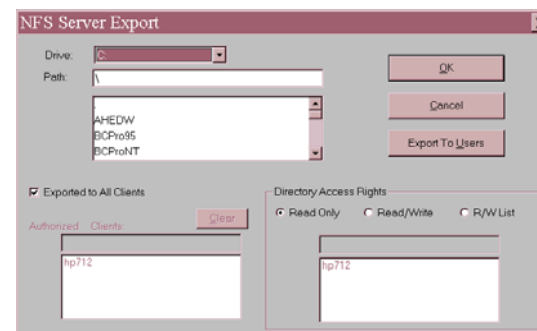 NFS Server Export
Drive: C:
Path: \
.
AHEDW
BCPro95
BCProNT
OK
Cancel
Export To Users
Exported to All Clients
Authorized Clients:
Clear
hp712
Directory Access Rights
Read Only Read/Write R/W List
hp712